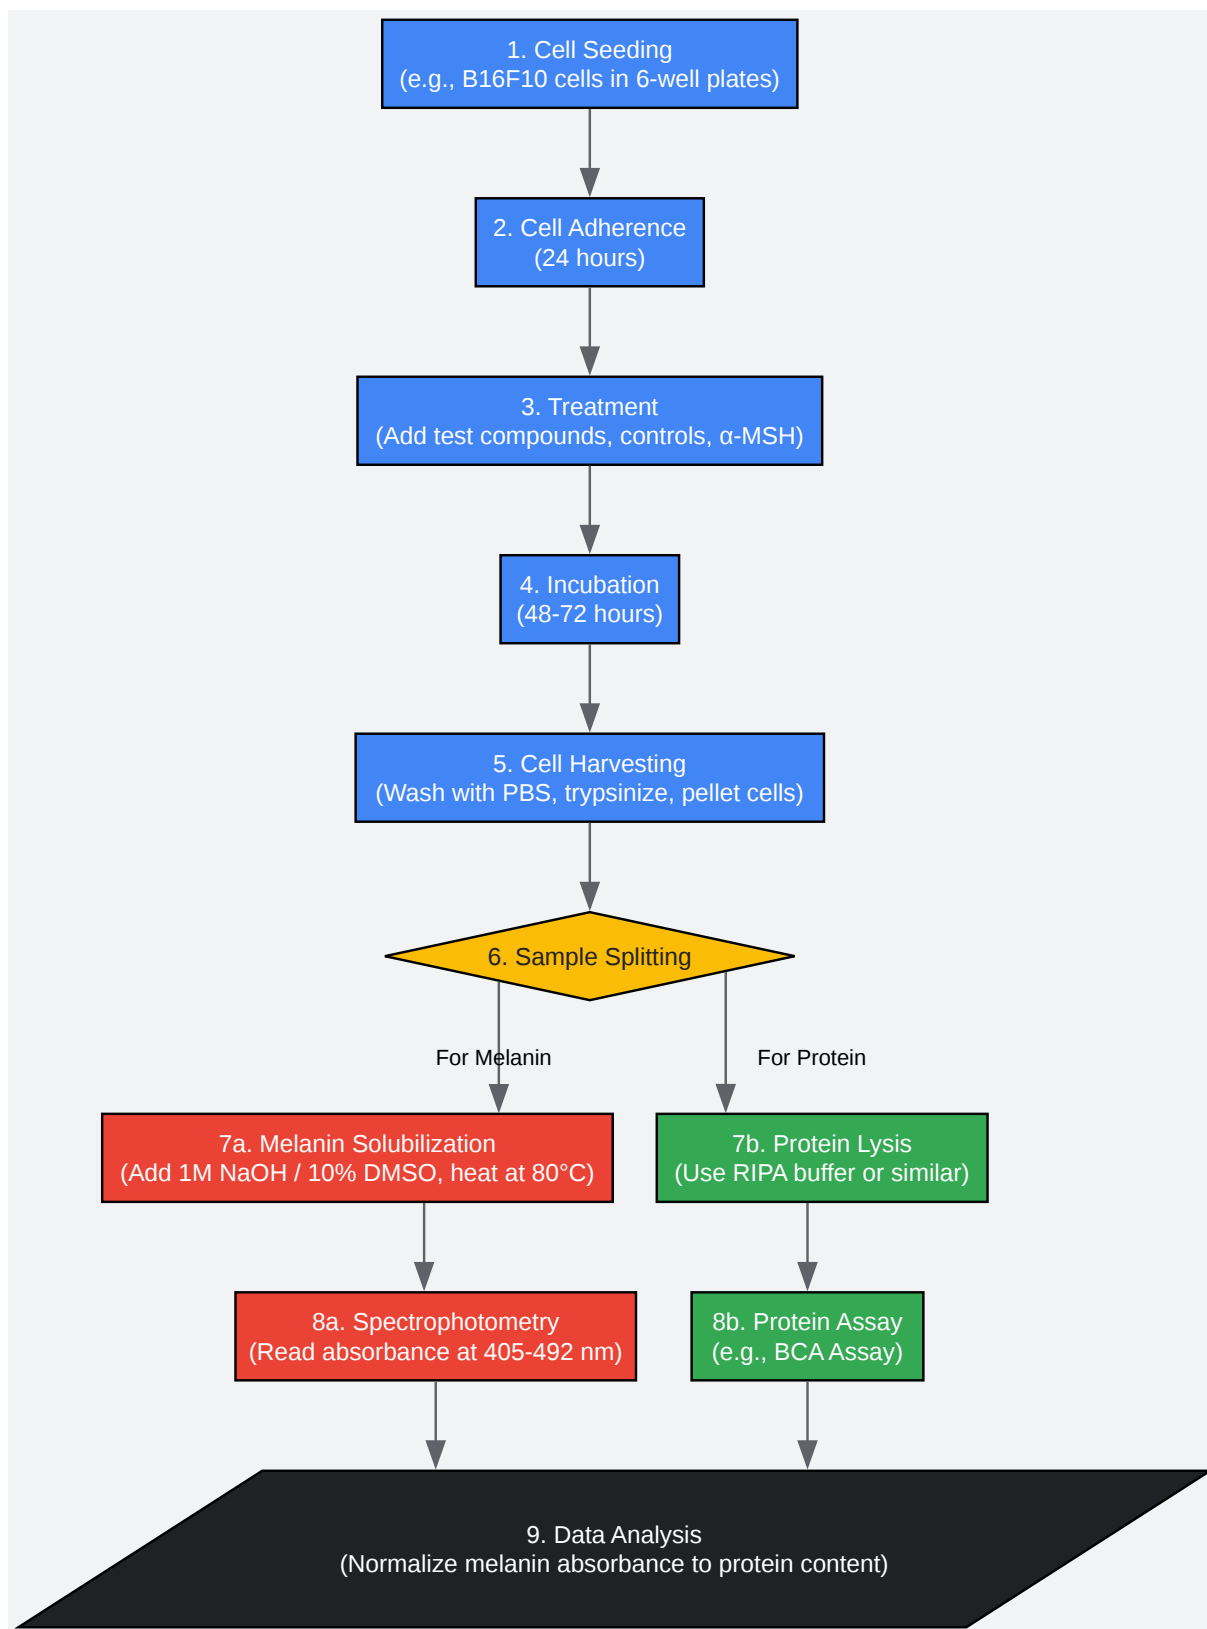 1. Cell Seeding
(e.g., B16F10 cells in 6-well plates)
2. Cell Adherence
(24 hours)
3. Treatment
(Add test compounds, controls, α-MSH)
4. Incubation
(48-72 hours)
5. Cell Harvesting
(Wash with PBS, trypsinize, pellet cells)
6. Sample Splitting
For Melanin
For Protein
7a. Melanin Solubilization
(Add 1M NaOH / 10% DMSO, heat at 80°C)
7b. Protein Lysis
(Use RIPA buffer or similar)
8a. Spectrophotometry
(Read absorbance at 405-492 nm)
8b. Protein Assay
(e.g., BCA Assay)
9. Data Analysis
(Normalize melanin absorbance to protein content)